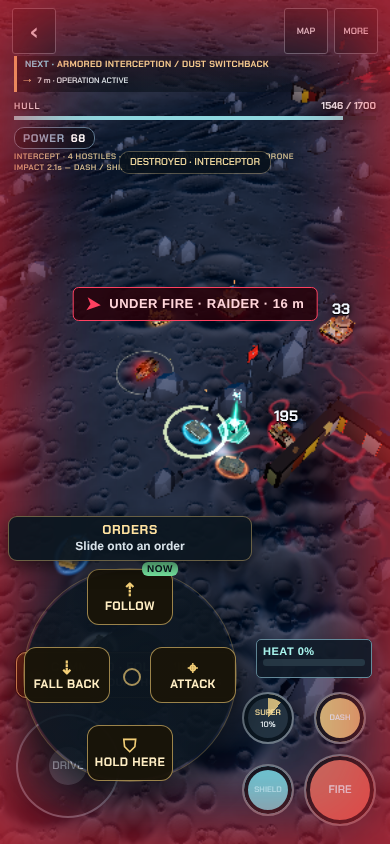 ‹
MAP
MORE
NEXT · ARMORED INTERCEPTION / DUST SWITCHBACK
→ 7 m · OPERATION ACTIVE
HULL
1546 / 1700
POWER 68
INTERCEPT · 4 HOSTILES ·
DRONE
IMPACT 2.1s — DASH /
DESTROYED · INTERCEPTOR
UNDER FIRE · RAIDER · 16 m
33
195
ORDERS
Slide onto an order
NOW
⇡
FOLLOW
⇣
FALL BACK
⌖
ATTACK
HOLD HERE
DRIVE
HEAT 0%
SUPER
10%
DASH
SHIELD
FIRE